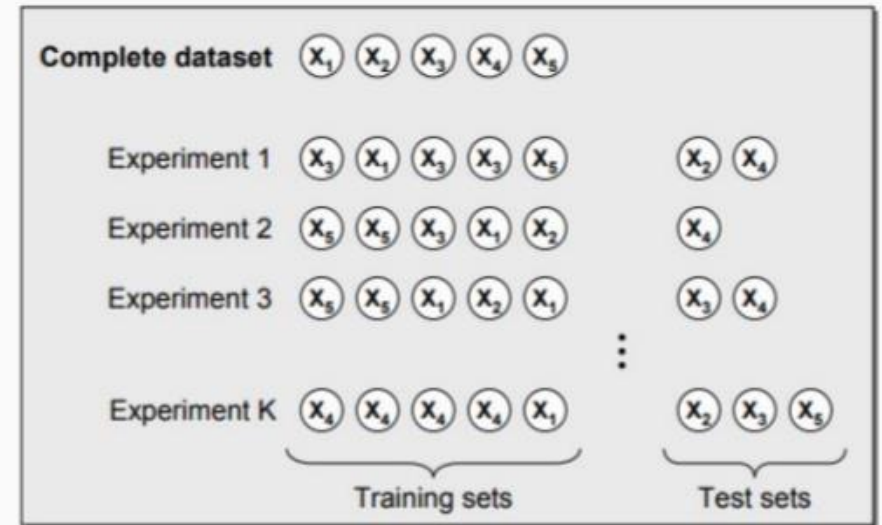 Complete dataset X₁ X₂ X₃ X₄ X₅
Experiment 1 X₃ X₁ X₃ X₃ X₅ X₂ X₄
Experiment 2 X₅ X₅ X₃ X₁ X₂ X₄
Experiment 3 X₅ X₅ X₁ X₂ X₁ X₃ X₄
Experiment K X₄ X₄ X₄ X₄ X₁ X₂ X₃ X₅
Training sets Test sets